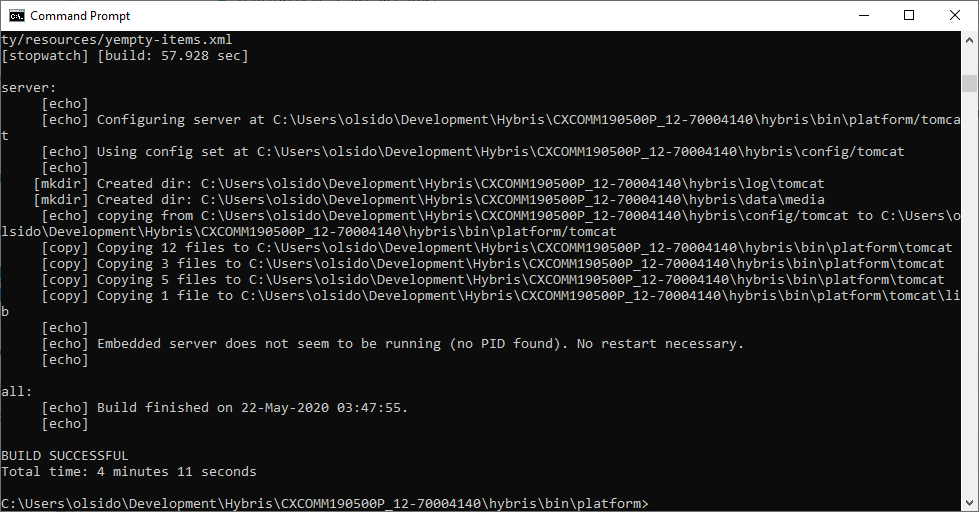 Command Prompt
ty/resources/yempty-items.xml
[stopwatch] [build: 57.928 sec]
server:
[echo]
[echo] Configuring server at C:\Users\olsido\Development\Hybris\CXCOMM190500P_12-70004140\hybris\bin\platform/tomca
t
[echo] Using config set at C:\Users\olsido\Development\Hybris\CXCOMM190500P_12-70004140\hybris\config/tomcat
[echo]
[mkdir] Created dir: C:\Users\olsido\Development\Hybris\CXCOMM190500P_12-70004140\hybris\log\tomcat
[mkdir] Created dir: C:\Users\olsido\Development\Hybris\CXCOMM190500P_12-70004140\hybris\data\media
[echo] copying from C:\Users\olsido\Development\Hybris\CXCOMM190500P_12-70004140\hybris/config/tomcat to C:\Users\o
lsido\Development\Hybris\CXCOMM190500P_12-70004140\hybris\bin\platform/tomcat
[copy] Copying 12 files to C:\Users\olsido\Development\Hybris\CXCOMM190500P_12-70004140\hybris\bin\platform\tomcat
[copy] Copying 3 files to C:\Users\olsido\Development\Hybris\CXCOMM190500P_12-70004140\hybris\bin\platform\tomcat
[copy] Copying 5 files to C:\Users\olsido\Development\Hybris\CXCOMM190500P_12-70004140\hybris\bin\platform\tomcat
[copy] Copying 1 file to C:\Users\olsido\Development\Hybris\CXCOMM190500P_12-70004140\hybris\bin\platform\tomcat\li
b
[echo]
[echo] Embedded server does not seem to be running (no PID found). No restart necessary.
[echo]
all:
[echo] Build finished on 22-May-2020 03:47:55.
[echo]
BUILD SUCCESSFUL
Total time: 4 minutes 11 seconds
C:\Users\olsido\Development\Hybris\CXCOMM190500P_12-70004140\hybris\bin\platform>